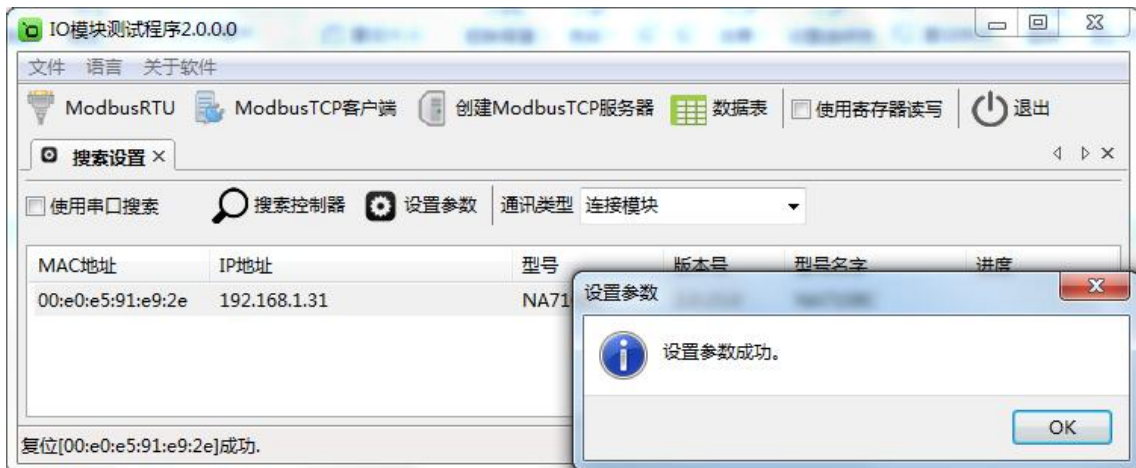 IO模块测试程序2.0.0.0
文件 语言 关于软件
ModbusRTU ModbusTCP客户端 创建ModbusTCP服务器 数据表 使用寄存器读写 退出
搜索设置
使用串口搜索 搜索控制器 设置参数 通讯类型 连接模块
MAC地址 IP地址 型号 版本号 型号名字 进度
00:e0:e5:91:e9:2e 192.168.1.31 NA71
设置参数
设置参数成功。
OK
复位[00:e0:e5:91:e9:2e]成功.